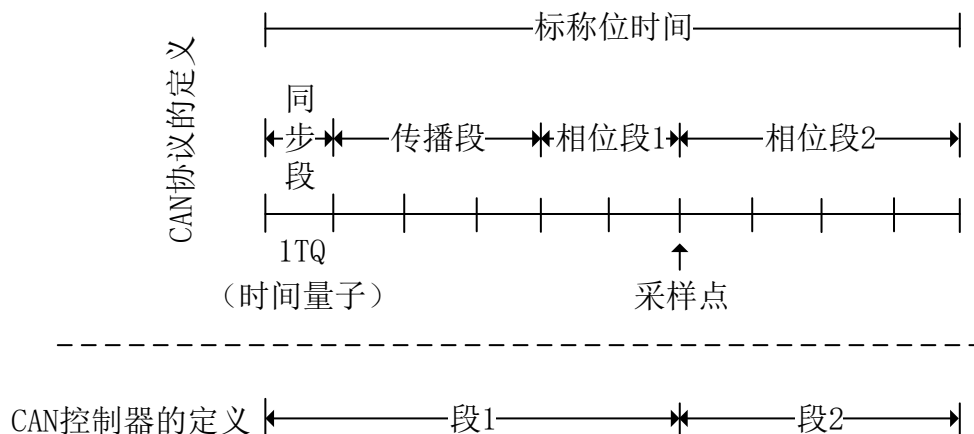 标称位时间
CAN协议的定义
同步段
传播段
相位段1
相位段2
1TQ
（时间量子）
采样点
CAN控制器的定义
段1
段2